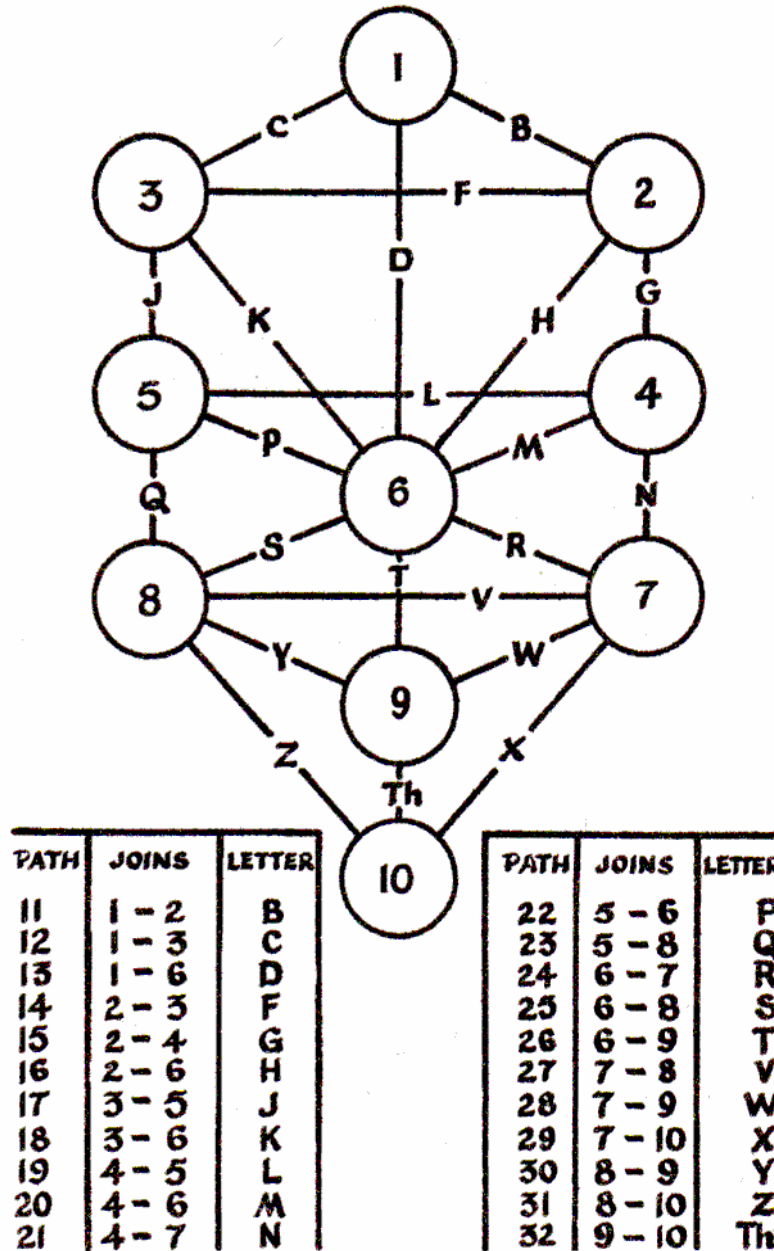 1
C B
3 F 2
D
J K H G
5 L 4
P M
Q 6 N
S R
T
8 V 7
Y W
9
Z X
Th
10
PATH JOINS LETTER
11 1 - 2 B
12 1 - 3 C
13 1 - 6 D
14 2 - 3 F
15 2 - 4 G
16 2 - 6 H
17 3 - 5 J
18 3 - 6 K
19 4 - 5 L
20 4 - 6 M
21 4 - 7 N
PATH JOINS LETTER
22 5 - 6 P
23 5 - 8 Q
24 6 - 7 R
25 6 - 8 S
26 6 - 9 T
27 7 - 8 V
28 7 - 9 W
29 7 - 10 X
30 8 - 9 Y
31 8 - 10 Z
32 9 - 10 Th